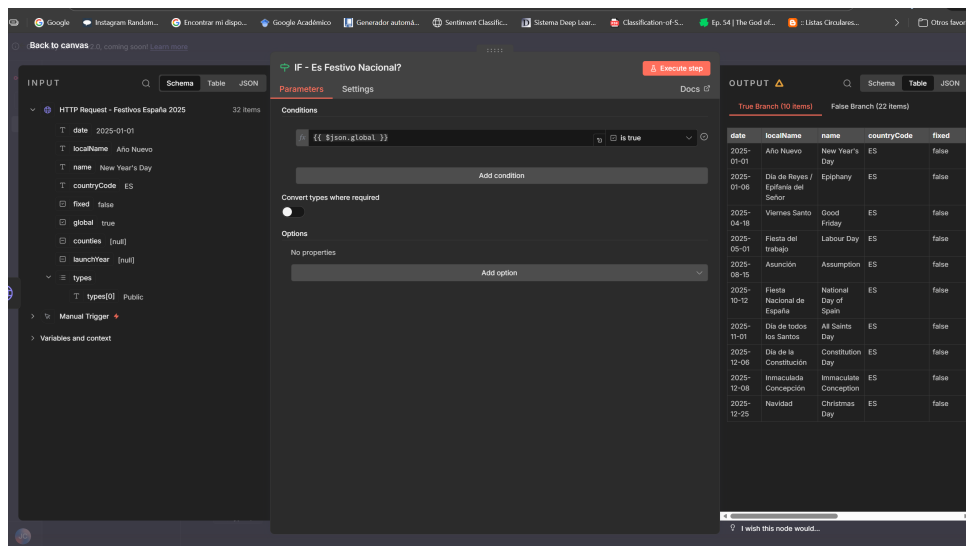 Google
Instagram Random...
Encontrar mi dispo...
Google Académico
Generador automá...
Sentiment Classific...
Sistema Deep Lear...
Classification-of-S...
Ep. 54 | The God of...
:: Listas Circulares...
Otros favor
Back to canvas 2.0, coming soon! Learn more
INPUT
Schema
Table
JSON
HTTP Request - Festivos España 2025
32 items
T date 2025-01-01
T localName Año Nuevo
T name New Year's Day
T countryCode ES
fixed false
global true
counties [null]
launchYear [null]
types
T types[0] Public
Manual Trigger
Variables and context
IF - Es Festivo Nacional?
Execute step
Parameters
Settings
Docs
Conditions
fx {{ $json.global }}
is true
Add condition
Convert types where required
Options
No properties
Add option
OUTPUT
Schema
Table
JSON
True Branch (10 items)
False Branch (22 items)
date localName name countryCode fixed
2025- Año Nuevo New Year's ES false
01-01 Day
2025- Día de Reyes / Epiphany ES false
01-06 Epifanía del
Señor
2025- Viernes Santo Good ES false
04-18 Friday
2025- Fiesta del Labour Day ES false
05-01 trabajo
2025- Asunción Assumption ES false
08-15
2025- Fiesta National ES false
10-12 Nacional de Day of
España Spain
2025- Día de todos All Saints ES false
11-01 los Santos Day
2025- Día de la Constitution ES false
12-06 Constitución Day
2025- Inmaculada Immaculate ES false
12-08 Concepción Conception
2025- Navidad Christmas ES false
12-25 Day
I wish this node would...